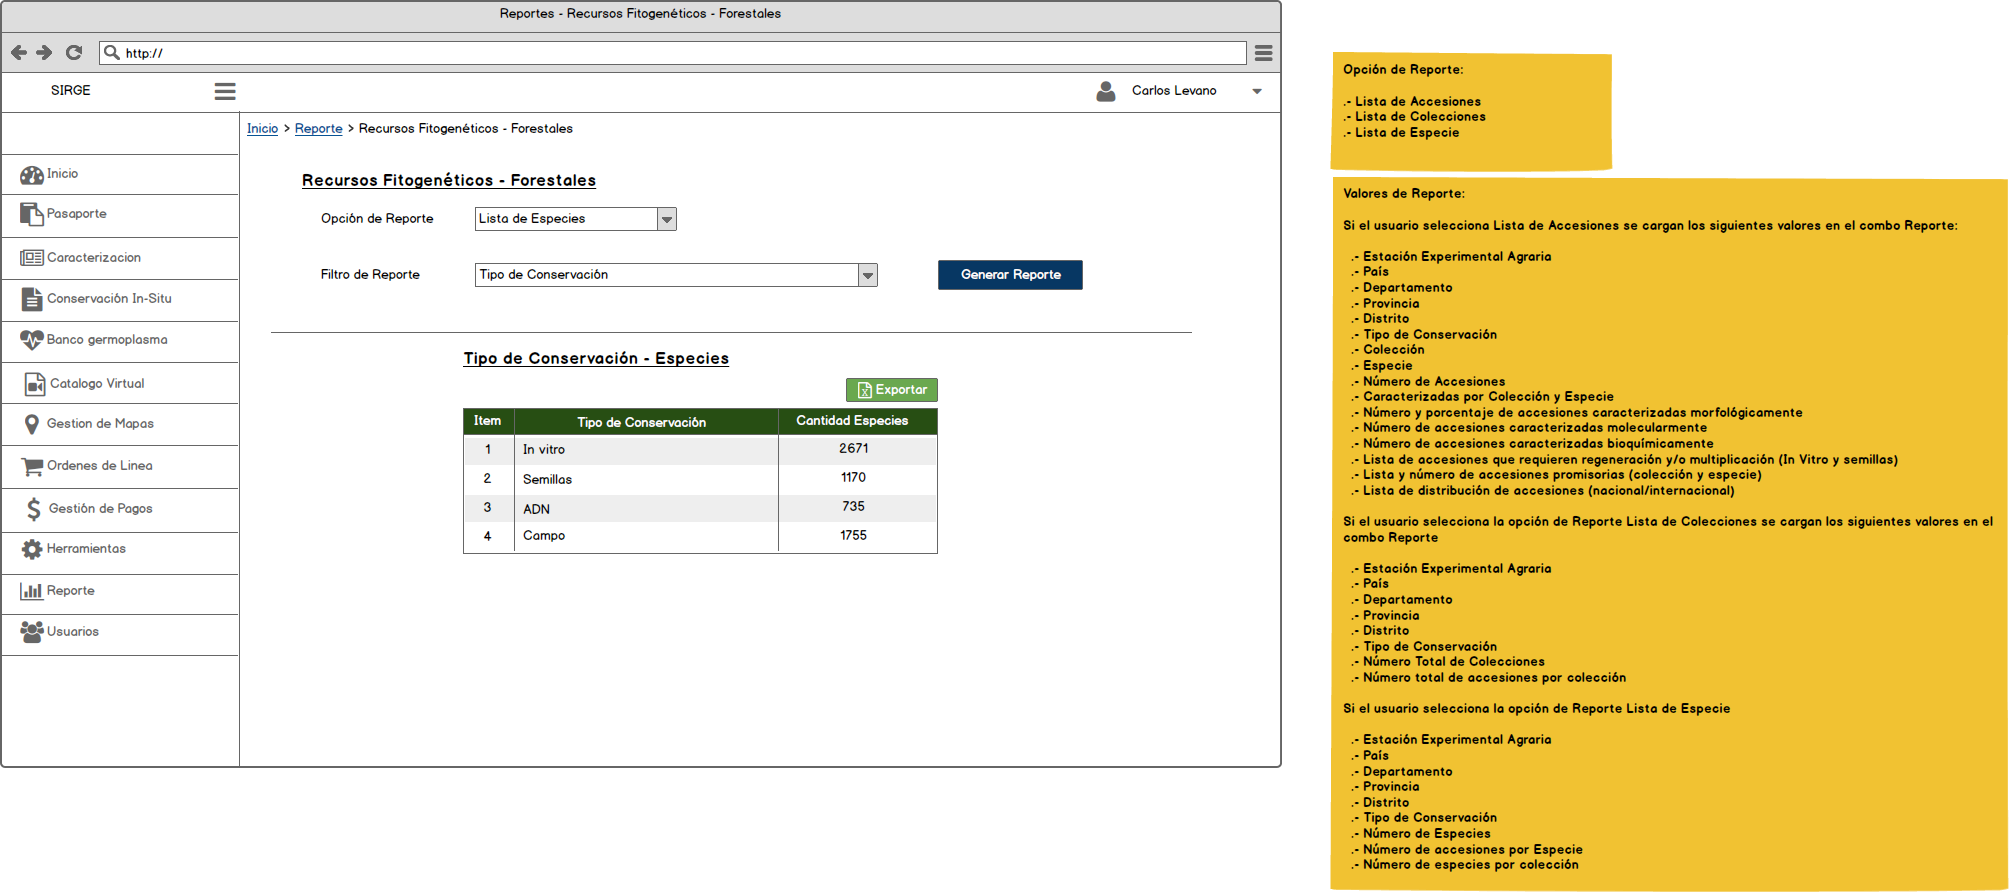 Reportes - Recursos Fitogenéticos - Forestales
http://
SIRGE
Carlos Levano
Inicio > Reporte > Recursos Fitogenéticos - Forestales
Inicio
Pasaporte
Caracterizacion
Conservación In-Situ
Banco germoplasma
Catalogo Virtual
Gestion de Mapas
Ordenes de Linea
Gestión de Pagos
Herramientas
Reporte
Usuarios
Recursos Fitogenéticos - Forestales
Opción de Reporte Lista de Especies
Filtro de Reporte Tipo de Conservación Generar Reporte
Tipo de Conservación - Especies
Exportar
Item Tipo de Conservación Cantidad Especies
1 In vitro 2671
2 Semillas 1170
3 ADN 735
4 Campo 1755
Opción de Reporte:
.- Lista de Accesiones
.- Lista de Colecciones
.- Lista de Especie
Valores de Reporte:
Si el usuario selecciona Lista de Accesiones se cargan los siguientes valores en el combo Reporte:
.- Estación Experimental Agraria
.- País
.- Departamento
.- Provincia
.- Distrito
.- Tipo de Conservación
.- Colección
.- Especie
.- Número de Accesiones
.- Caracterizadas por Colección y Especie
.- Número y porcentaje de accesiones caracterizadas morfológicamente
.- Número de accesiones caracterizadas molecularmente
.- Número de accesiones caracterizadas bioquímicamente
.- Lista de accesiones que requieren regeneración y/o multiplicación (In Vitro y semillas)
.- Lista y número de accesiones promisorias (colección y especie)
.- Lista de distribución de accesiones (nacional/internacional)
Si el usuario selecciona la opción de Reporte Lista de Colecciones se cargan los siguientes valores en el
combo Reporte
.- Estación Experimental Agraria
.- País
.- Departamento
.- Provincia
.- Distrito
.- Tipo de Conservación
.- Número Total de Colecciones
.- Número total de accesiones por colección
Si el usuario selecciona la opción de Reporte Lista de Especie
.- Estación Experimental Agraria
.- País
.- Departamento
.- Provincia
.- Distrito
.- Tipo de Conservación
.- Número de Especies
.- Número de accesiones por Especie
.- Número de especies por colección